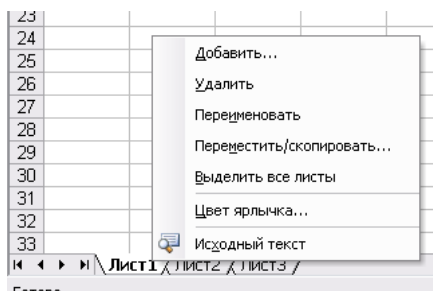 23
24
25
26
27
28
29
30
31
32
33
Добавить...
Удалить
Переименовать
Переместить/скопировать...
Выделить все листы
Цвет ярлычка...
Исходный текст
Лист1 Лист2 Лист3